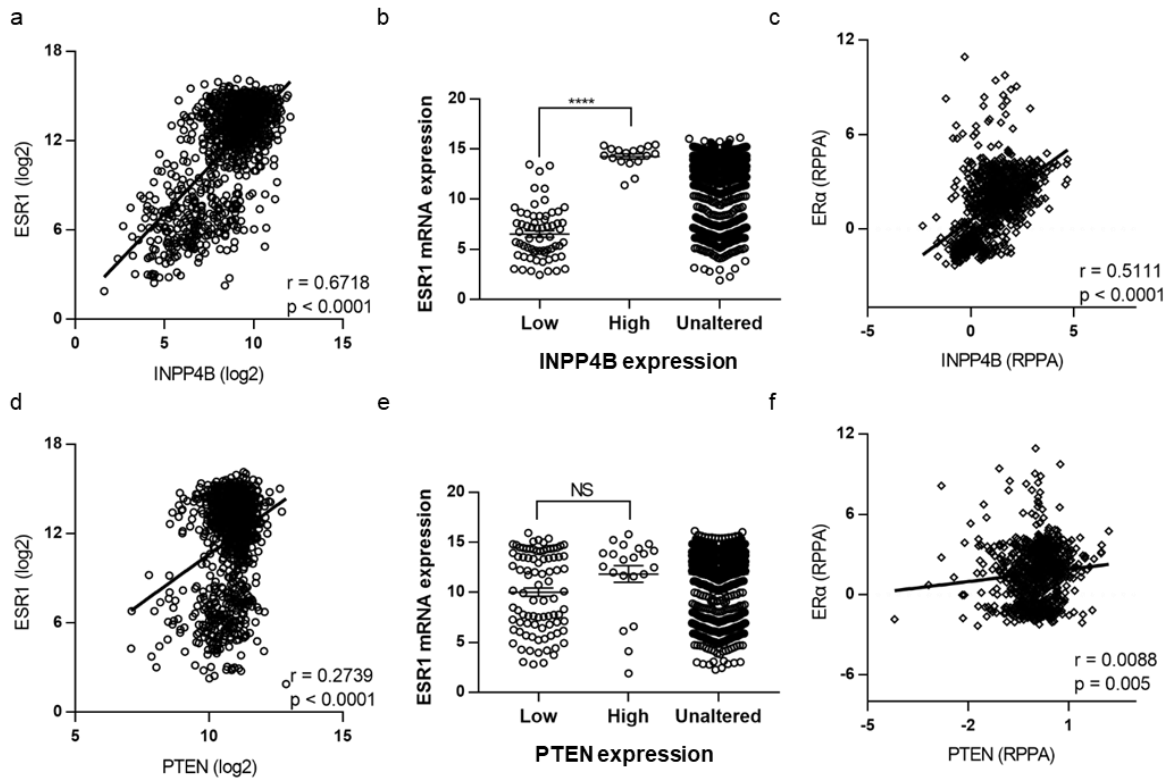 a
18
12
6
0
ESR1 (log2)
0
5
10
15
INPP4B (log2)
r = 0.6718
p < 0.0001
b
20
15
10
5
0
ESR1 mRNA expression
****
Low
High
Unaltered
INPP4B expression
c
12
6
0
ERα (RPPA)
-5
0
5
INPP4B (RPPA)
r = 0.5111
p < 0.0001
d
18
12
6
0
ESR1 (log2)
5
10
15
PTEN (log2)
r = 0.2739
p < 0.0001
e
20
15
10
5
0
ESR1 mRNA expression
NS
Low
High
Unaltered
PTEN expression
f
12
6
0
-6
ERα (RPPA)
-5
-2
1
PTEN (RPPA)
r = 0.0088
p = 0.005